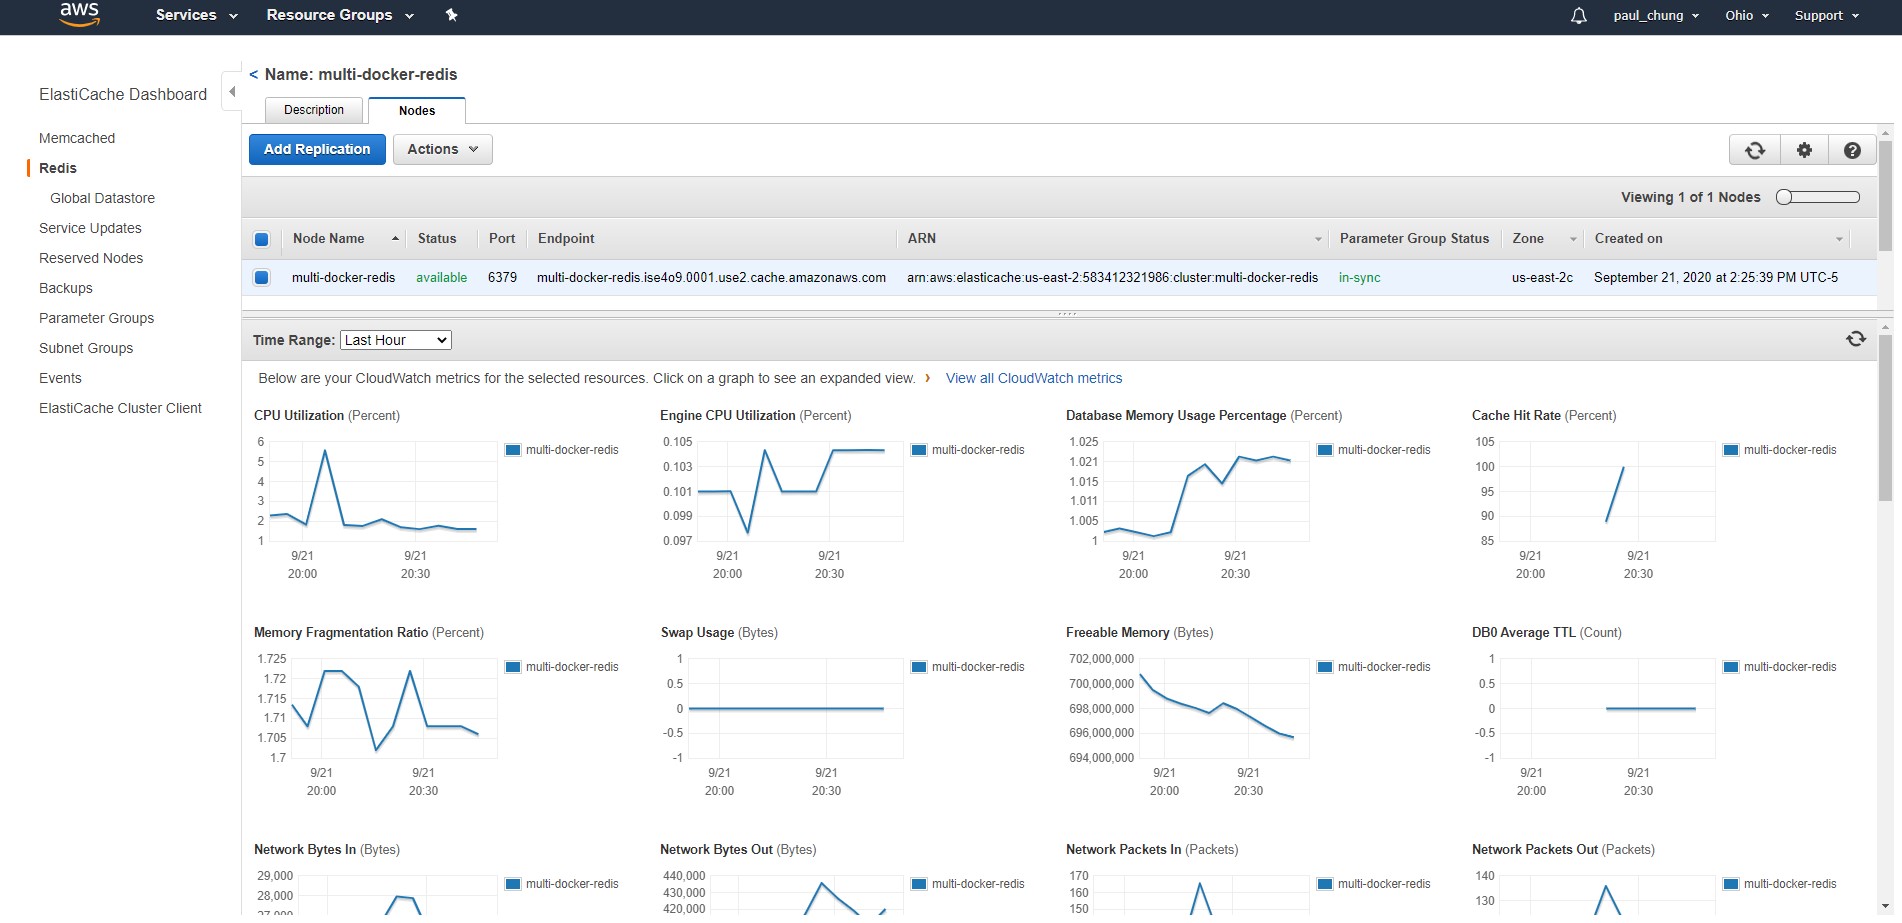 aws Services Resource Groups paul_chung Ohio Support
ElastiCache Dashboard
Memcached
Redis
Global Datastore
Service Updates
Reserved Nodes
Backups
Parameter Groups
Subnet Groups
Events
ElastiCache Cluster Client
< Name: multi-docker-redis
Description Nodes
Add Replication Actions
Viewing 1 of 1 Nodes
Node Name Status Port Endpoint ARN Parameter Group Status Zone Created on
multi-docker-redis available 6379 multi-docker-redis.ise4o9.0001.use2.cache.amazonaws.com arn:aws:elasticache:us-east-2:583412321986:cluster:multi-docker-redis in-sync us-east-2c September 21, 2020 at 2:25:39 PM UTC-5
Time Range: Last Hour
Below are your CloudWatch metrics for the selected resources. Click on a graph to see an expanded view. › View all CloudWatch metrics
CPU Utilization (Percent)
6
5
4
3
2
1
9/21 9/21
20:00 20:30
multi-docker-redis
Engine CPU Utilization (Percent)
0.105
0.103
0.101
0.099
0.097
9/21 9/21
20:00 20:30
multi-docker-redis
Database Memory Usage Percentage (Percent)
1.025
1.021
1.015
1.011
1.005
1
9/21 9/21
20:00 20:30
multi-docker-redis
Cache Hit Rate (Percent)
105
100
95
90
85
9/21 9/21
20:00 20:30
multi-docker-redis
Memory Fragmentation Ratio (Percent)
1.725
1.72
1.715
1.71
1.705
1.7
9/21 9/21
20:00 20:30
multi-docker-redis
Swap Usage (Bytes)
1
0.5
0
-0.5
-1
9/21 9/21
20:00 20:30
multi-docker-redis
Freeable Memory (Bytes)
702,000,000
700,000,000
698,000,000
696,000,000
694,000,000
9/21 9/21
20:00 20:30
multi-docker-redis
DB0 Average TTL (Count)
1
0.5
0
-0.5
-1
9/21 9/21
20:00 20:30
multi-docker-redis
Network Bytes In (Bytes)
29,000
28,000
27,000
multi-docker-redis
Network Bytes Out (Bytes)
440,000
430,000
420,000
multi-docker-redis
Network Packets In (Packets)
170
160
150
multi-docker-redis
Network Packets Out (Packets)
140
130
multi-docker-redis